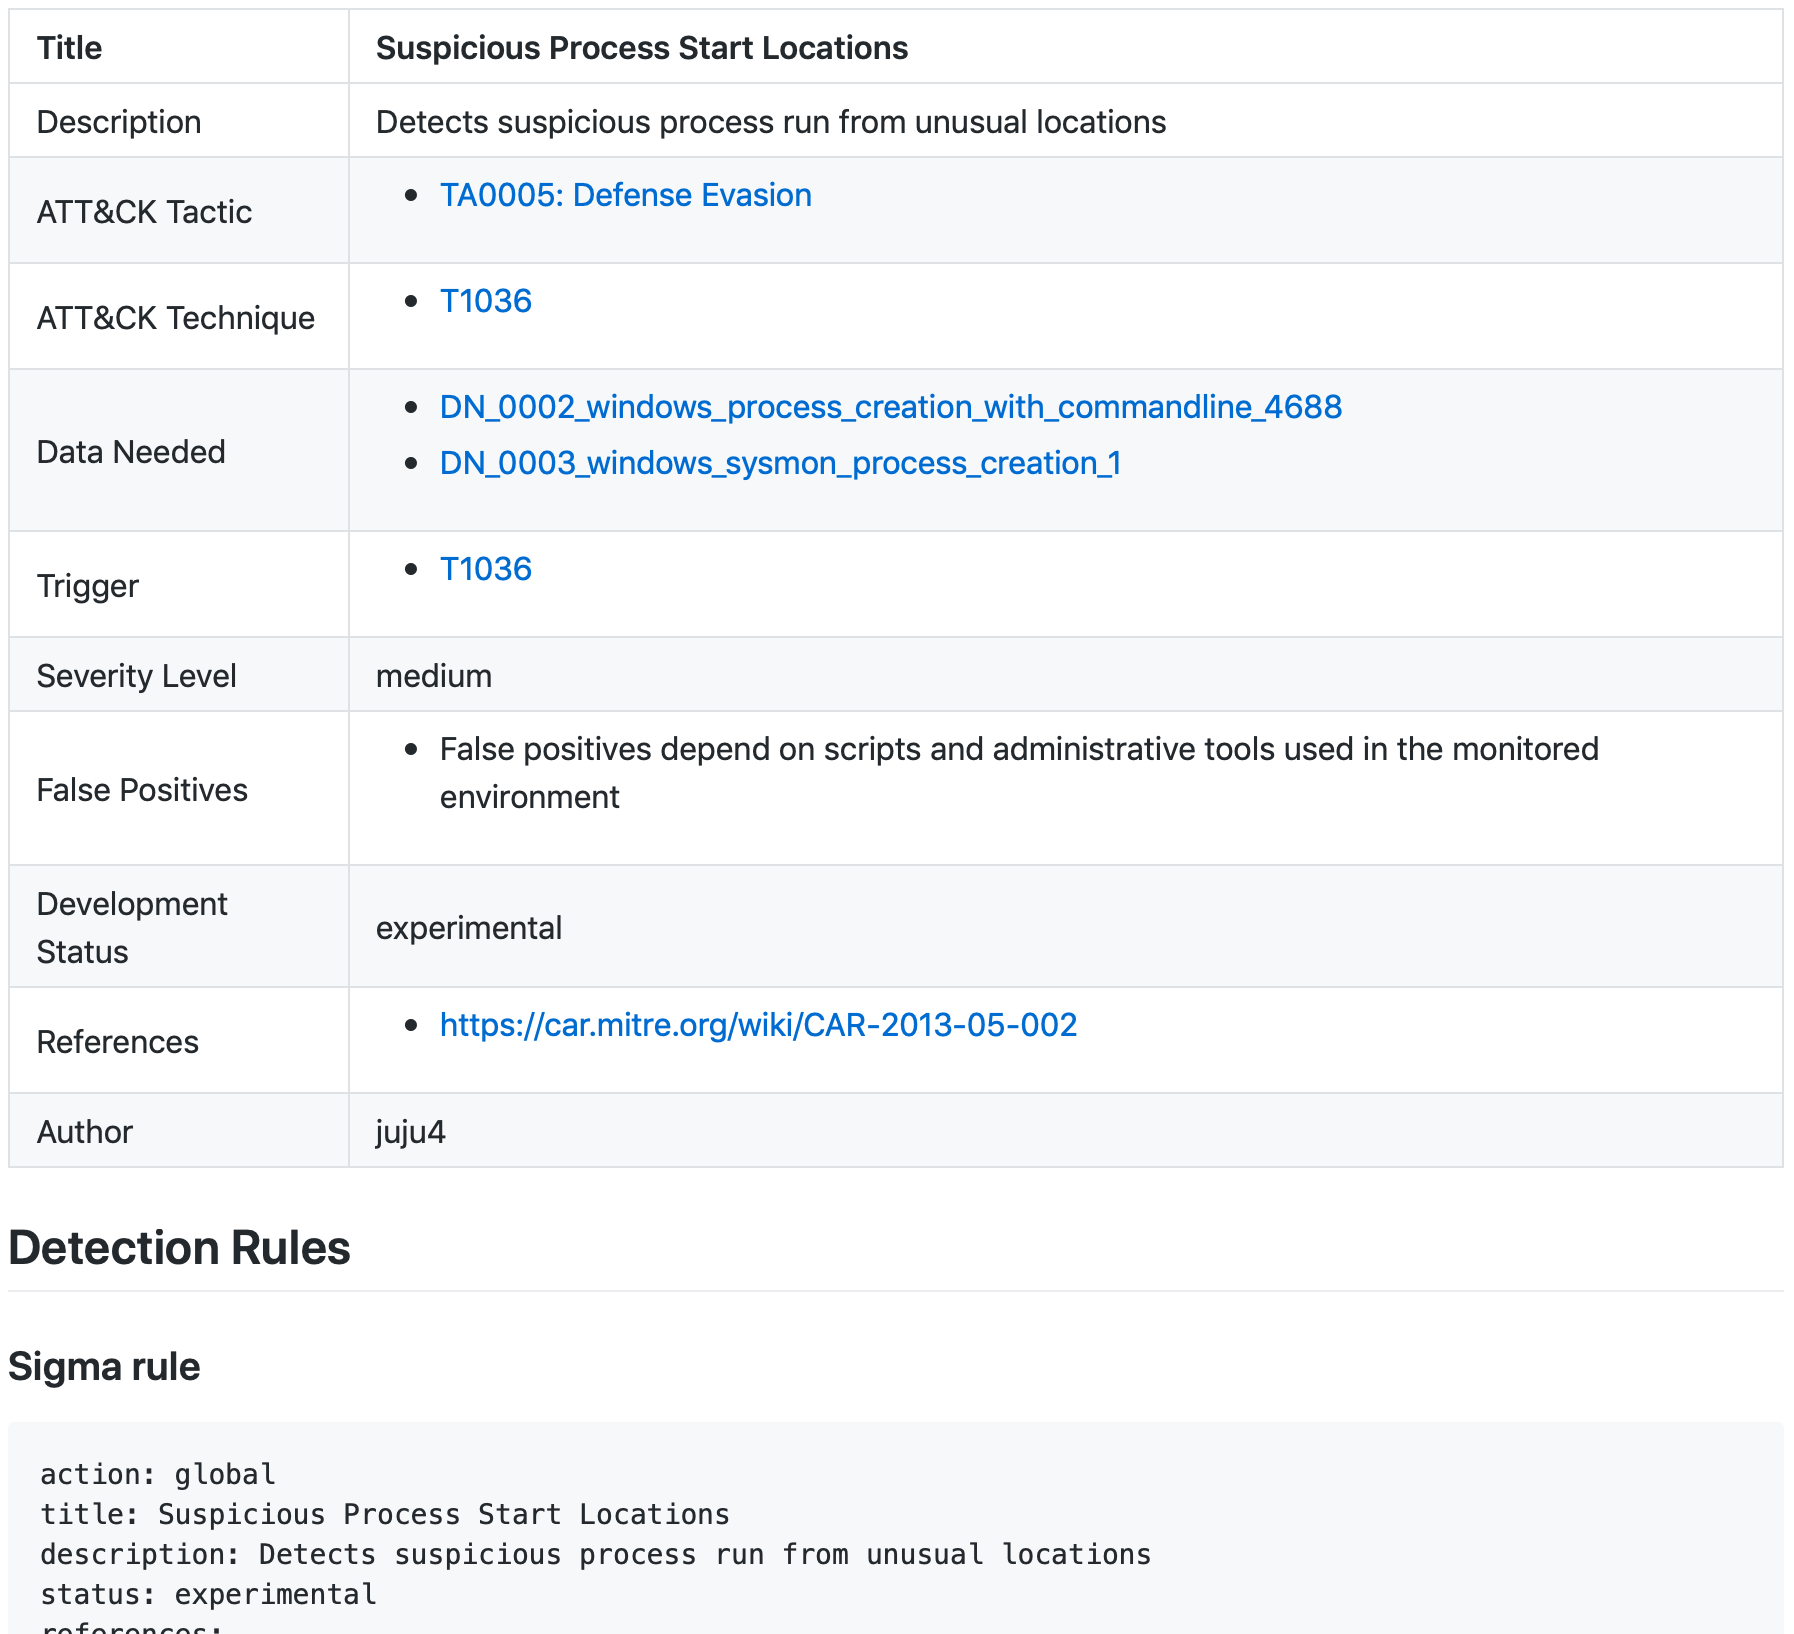 Title Suspicious Process Start Locations
Description Detects suspicious process run from unusual locations
ATT&CK Tactic • TA0005: Defense Evasion
ATT&CK Technique • T1036
Data Needed • DN_0002_windows_process_creation_with_commandline_4688
• DN_0003_windows_sysmon_process_creation_1
Trigger • T1036
Severity Level medium
False Positives • False positives depend on scripts and administrative tools used in the monitored
environment
Development
Status
experimental
References • https://car.mitre.org/wiki/CAR-2013-05-002
Author juju4
Detection Rules
Sigma rule
action: global
title: Suspicious Process Start Locations
description: Detects suspicious process run from unusual locations
status: experimental
references: